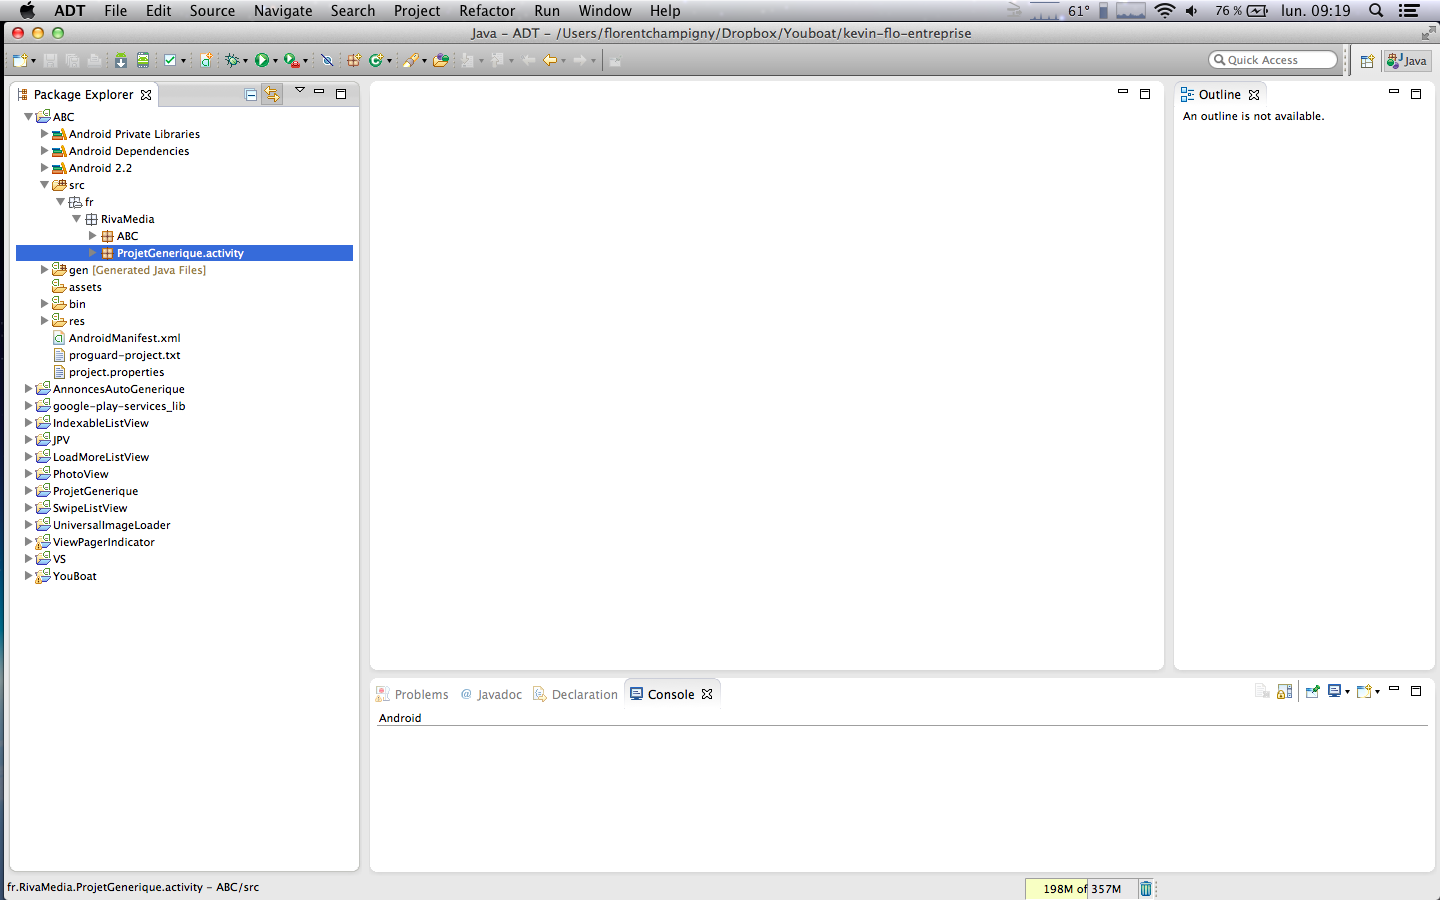 ADT File Edit Source Navigate Search Project Refactor Run Window Help 61° 76 % lun. 09:19
Java – ADT – /Users/florentchampigny/Dropbox/Youboat/kevin-flo-entreprise
Quick Access Java
Package Explorer
ABC
Android Private Libraries
Android Dependencies
Android 2.2
src
fr
RivaMedia
ABC
ProjetGenerique.activity
gen [Generated Java Files]
assets
bin
res
AndroidManifest.xml
proguard-project.txt
project.properties
AnnoncesAutoGenerique
google-play-services_lib
IndexableListView
JPV
LoadMoreListView
PhotoView
ProjetGenerique
SwipeListView
UniversalImageLoader
ViewPagerIndicator
VS
YouBoat
Outline
An outline is not available.
Problems @ Javadoc Declaration Console
Android
fr.RivaMedia.ProjetGenerique.activity – ABC/src
198M of 357M